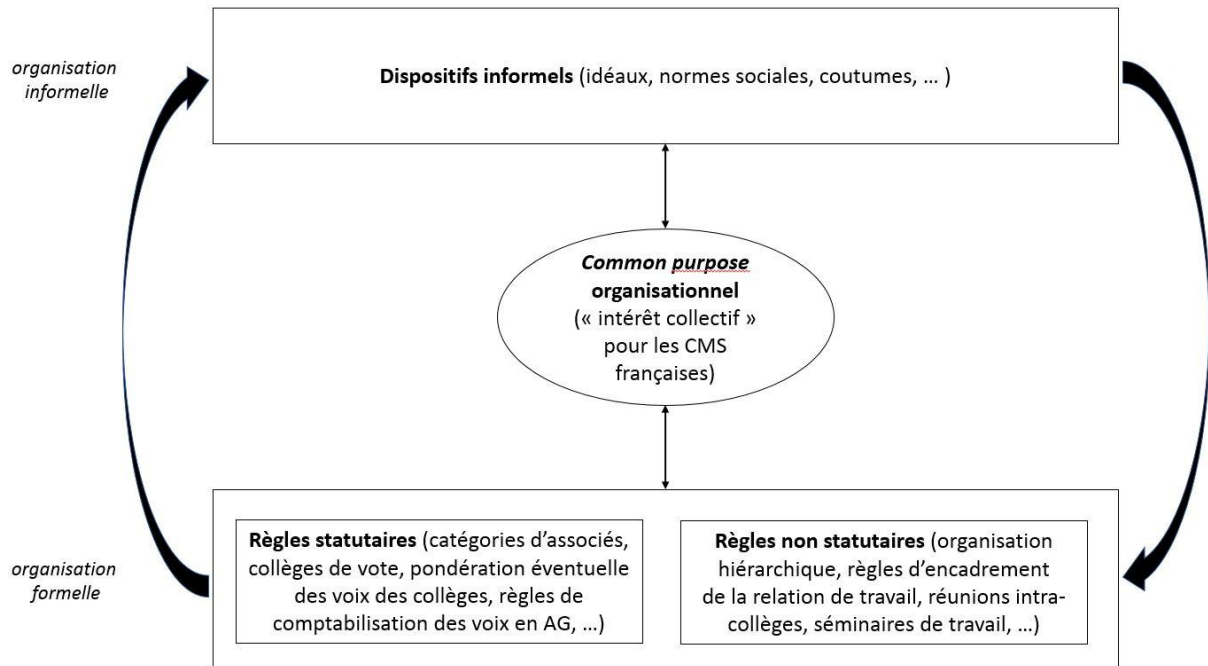 organisation
informelle
Dispositifs informels (idéaux, normes sociales, coutumes, ... )
Common purpose
organisationnel
(« intérêt collectif »
pour les CMS
françaises)
organisation
formelle
Règles statutaires (catégories d’associés,
collèges de vote, pondération éventuelle
des voix des collèges, règles de
comptabilisation des voix en AG, ...)
Règles non statutaires (organisation
hiérarchique, règles d’encadrement
de la relation de travail, réunions intra-
collèges, séminaires de travail, ...)